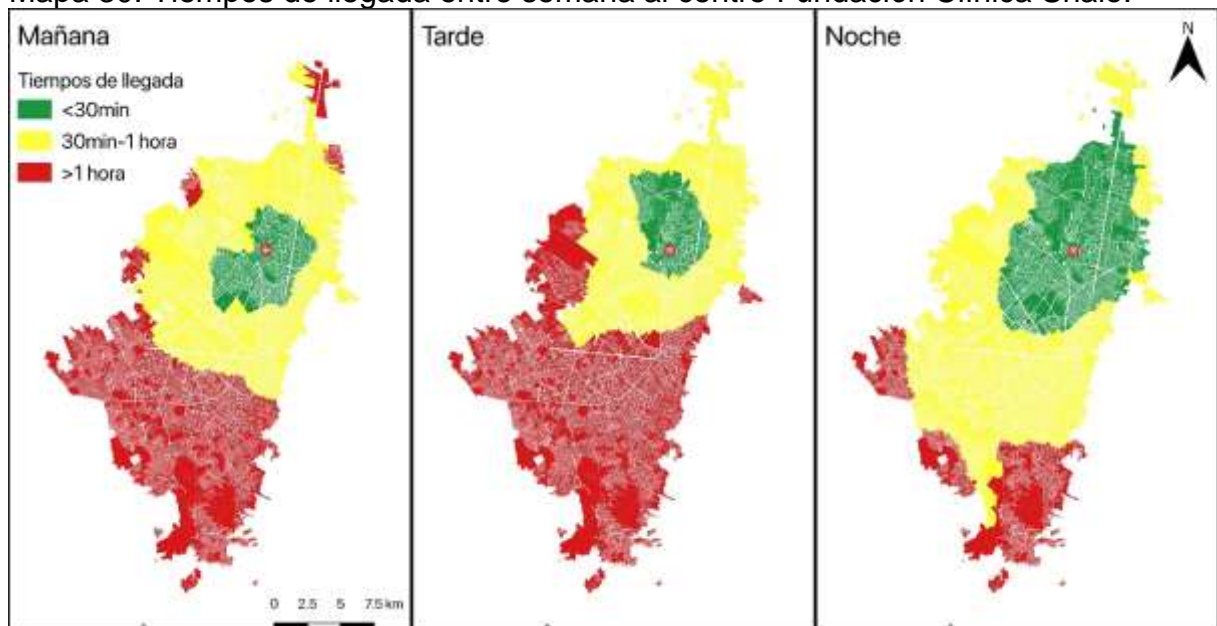 Mapa 30. Tiempos de llegada entre semana al centro Fundación Clínica Shaio.
Mañana
Tarde
Noche
N
Tiempos de llegada
<30min
30min-1 hora
>1 hora
0 2.5 5 7.5 km